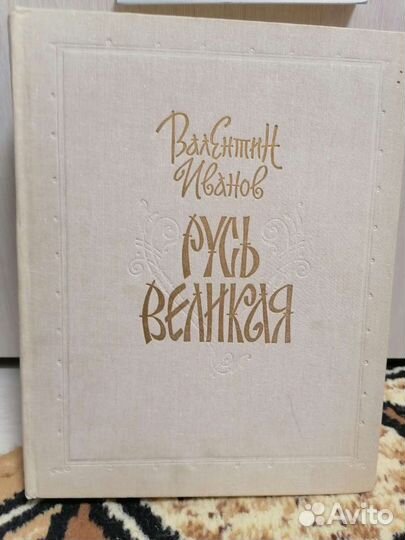 Валентин
Иванов
Русь
Великая
Avito